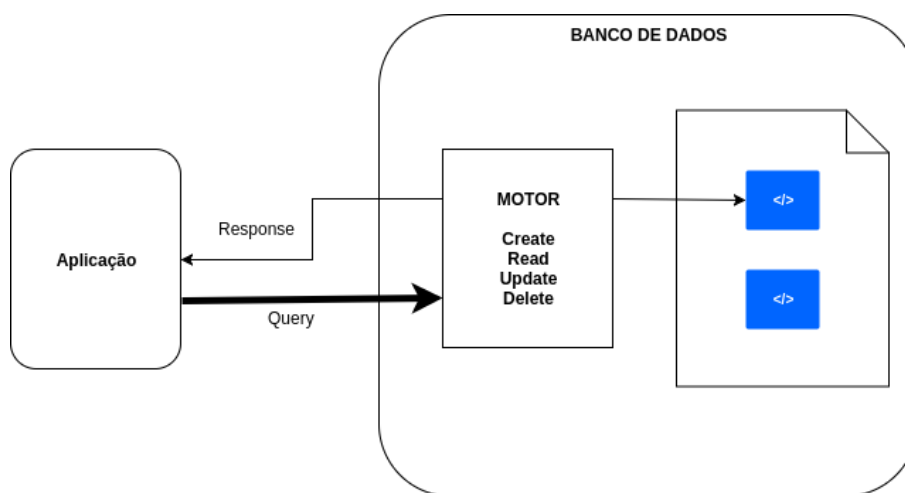 BANCO DE DADOS
MOTOR
Create
Read
Update
Delete
Response
Aplicação
Query
</>
</>